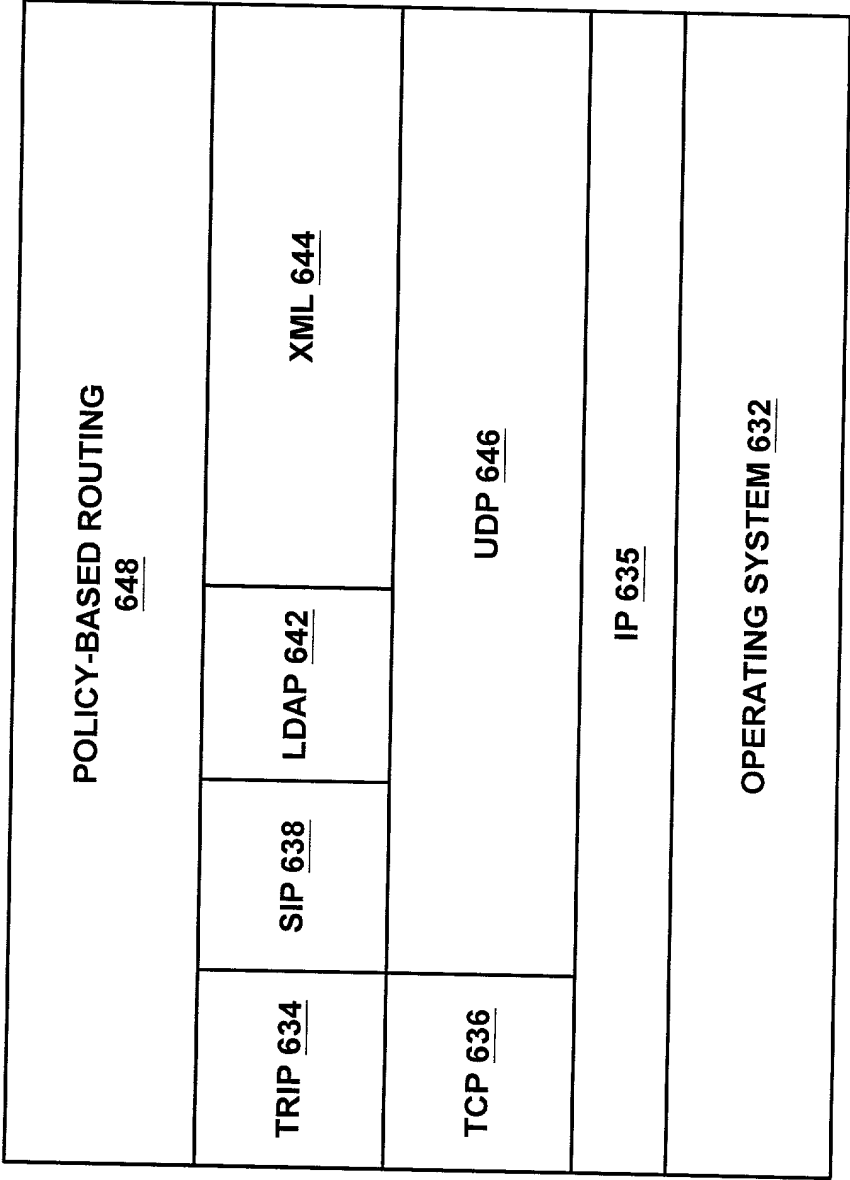 POLICY-BASED ROUTING
648
TRIP 634
SIP 638
LDAP 642
XML 644
TCP 636
UDP 646
IP 635
OPERATING SYSTEM 632